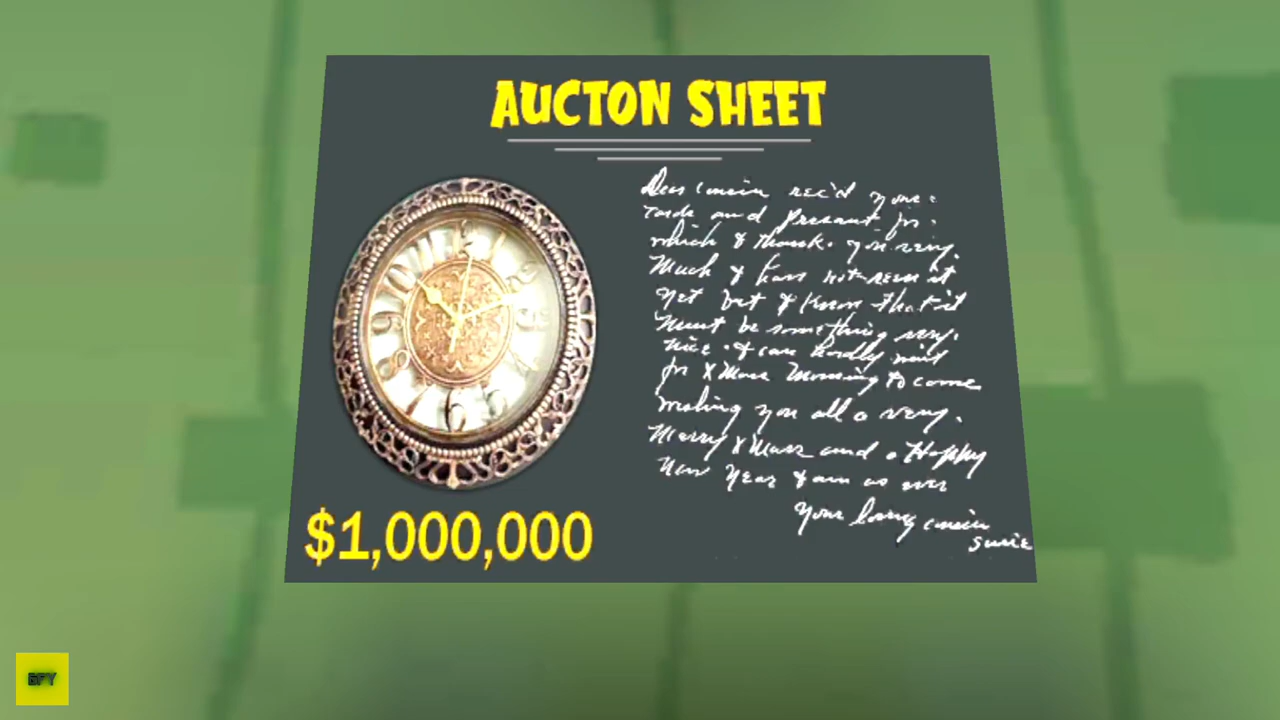 AUCTON SHEET
Dear cousin rec'd your
Card and Present for
which I thank you very.
Much I have not seen it
yet but I know that it
Must be something very.
nice. I can hardly wait
for XMass Morning to come
wishing you all a very.
Merry XMass and a Happy
New Year I am as ever
Your loving cousin
Susie
$1,000,000